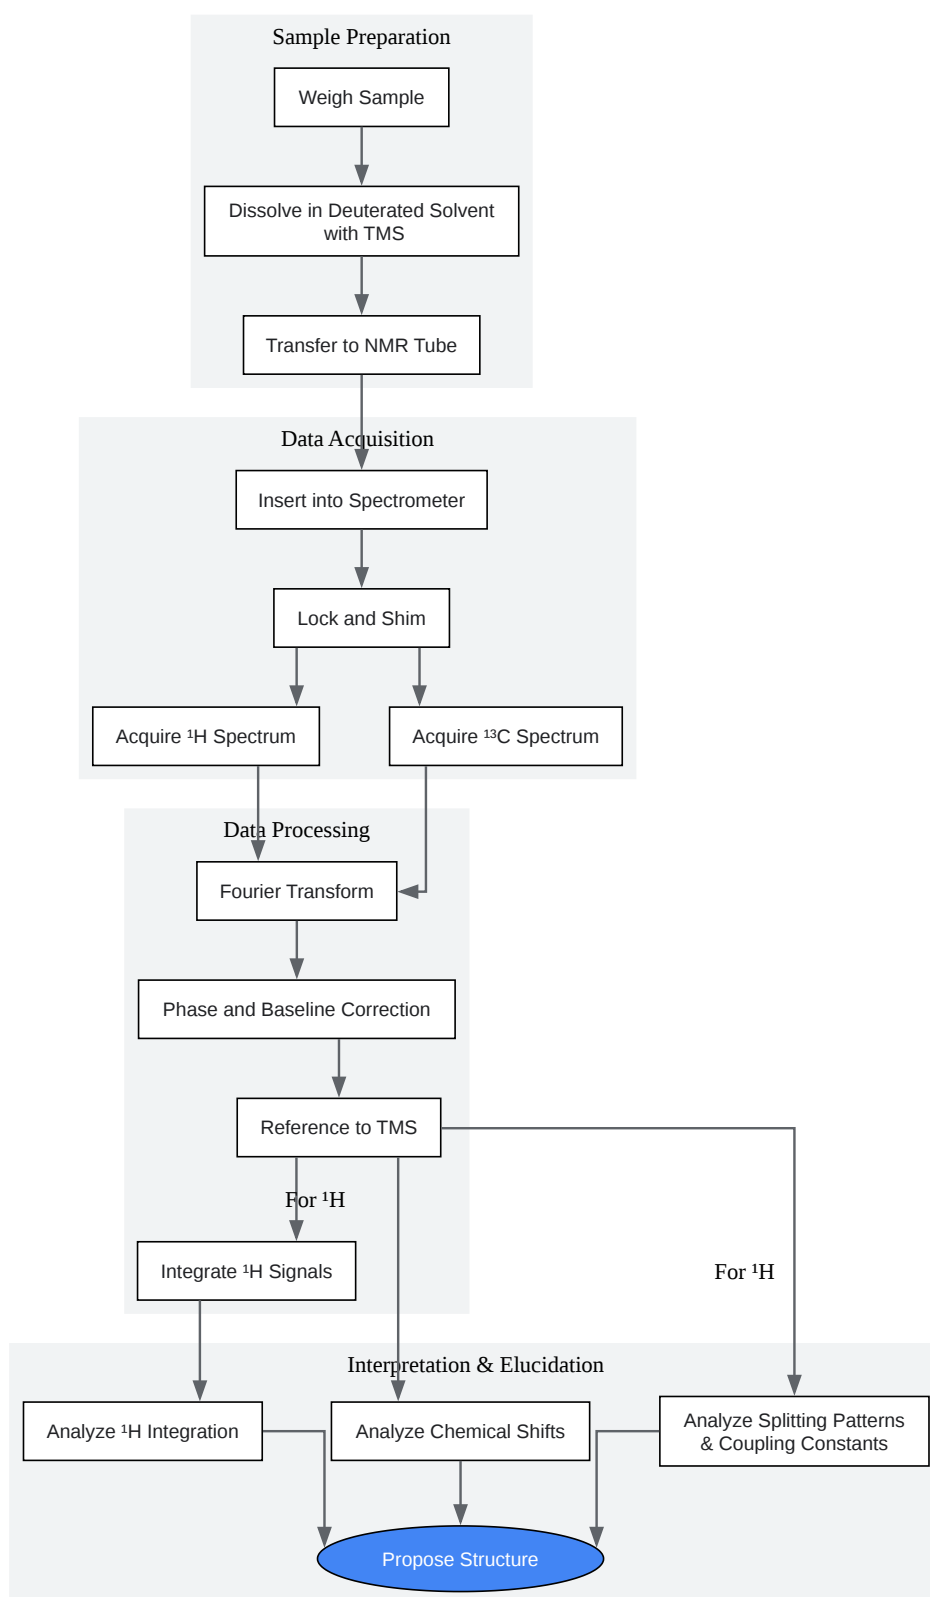 Sample Preparation
Weigh Sample
Dissolve in Deuterated Solvent
with TMS
Transfer to NMR Tube
Data Acquisition
Insert into Spectrometer
Lock and Shim
Acquire ¹H Spectrum
Acquire ¹³C Spectrum
Data Processing
Fourier Transform
Phase and Baseline Correction
Reference to TMS
For ¹H
Integrate ¹H Signals
For ¹H
Interpretation & Elucidation
Analyze ¹H Integration
Analyze Chemical Shifts
Analyze Splitting Patterns
& Coupling Constants
Propose Structure